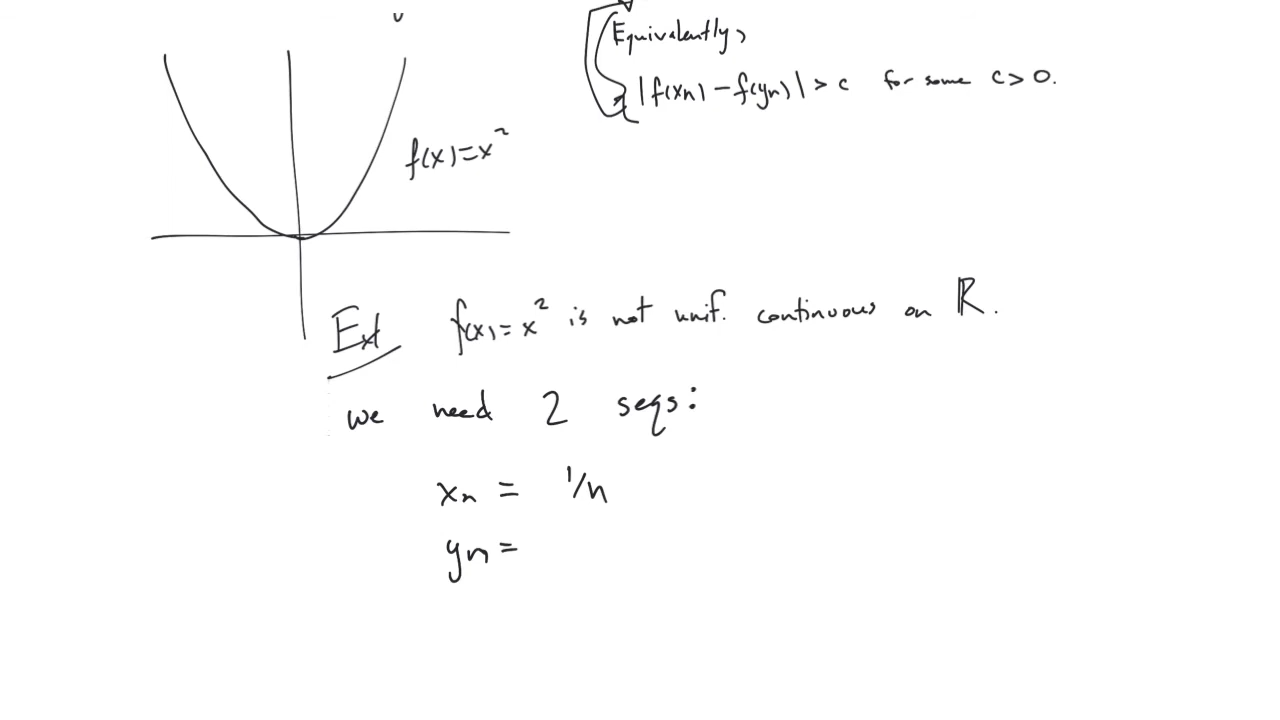 Equivalently,
|f(xn) - f(yn)| > c for some c > 0.
f(x) = x²
Ex f(x) = x² is not unif. continuous on ℝ.
we need 2 seqs:
xn = 1/n
yn =